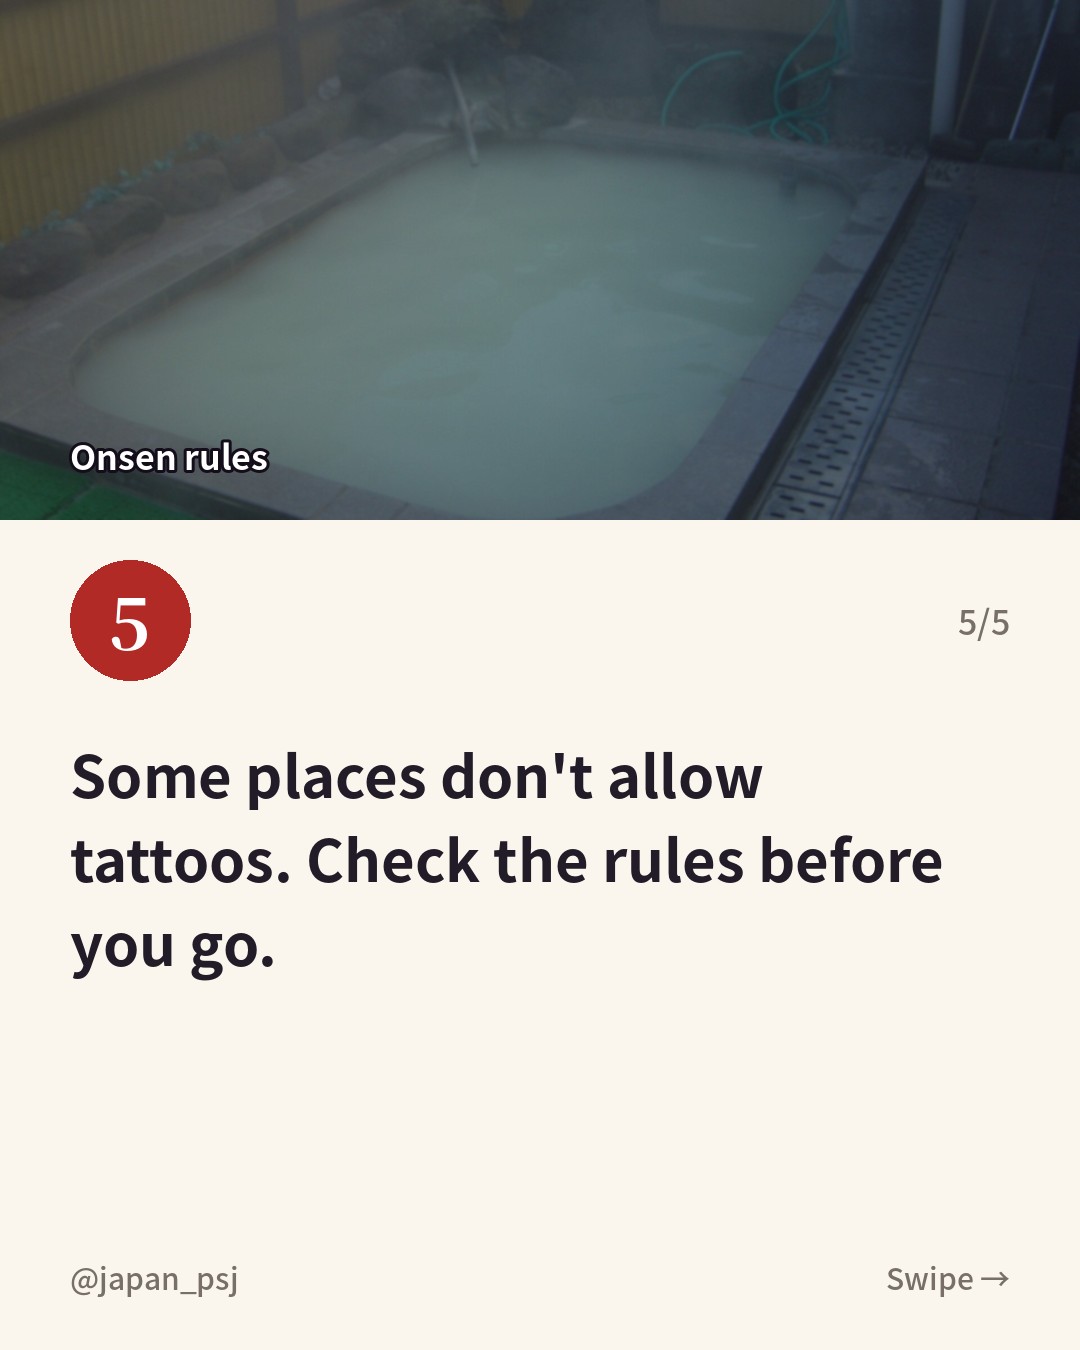 Onsen rules
5
5/5
Some places don't allow
tattoos. Check the rules before
you go.
@japan_psj
Swipe →